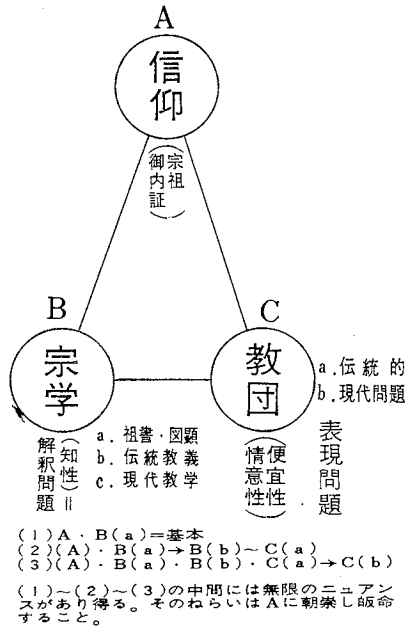 A
信仰
(宗祖
御内証)
B
宗学
C
教団
a.伝統的
b.現代問題
表現問題
(便宜性
情意性)
a.祖書・図顕
b.伝統教義
c.現代教学
(知性)=
解釈問題
(1)A・B(a)=基本
(2)(A)・B(a)→B(b)~C(a)
(3)(A)・B(a)・B(b)・C(a)→C(b)
(1)~(2)~(3)の中間には無限のニュアン
スがあり得る。そのねらいはAに朝崇し皈命
すること。